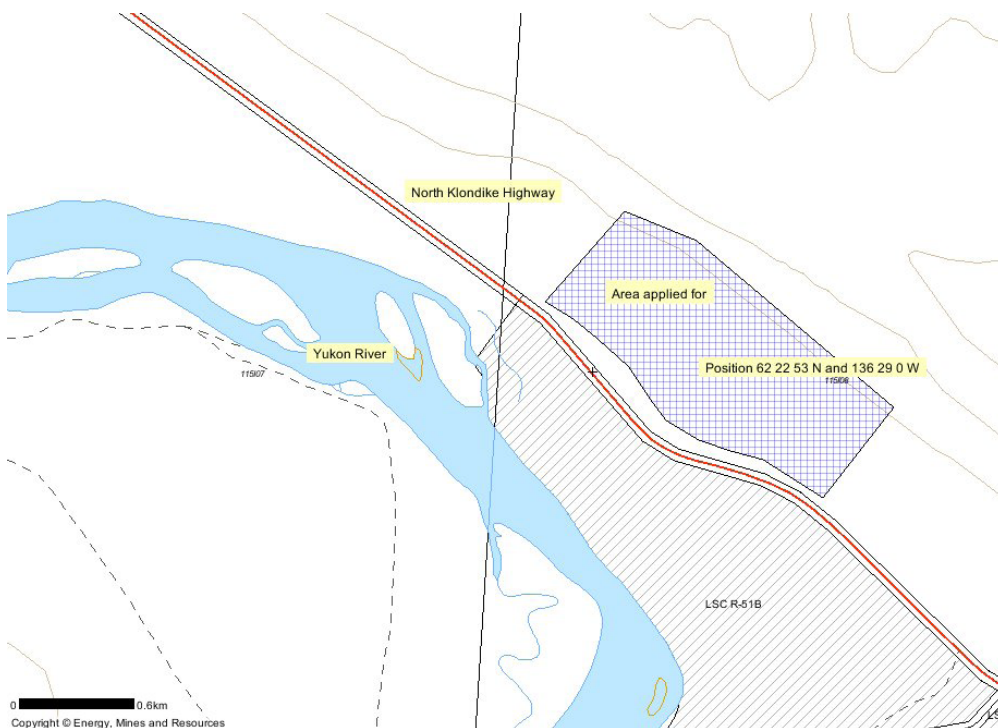 North Klondike Highway
Area applied for
Yukon River
Position 62 22 53 N and 136 29 0 W
115I07
115I06
LSC R-51B
0
0.6km
Copyright © Energy, Mines and Resources